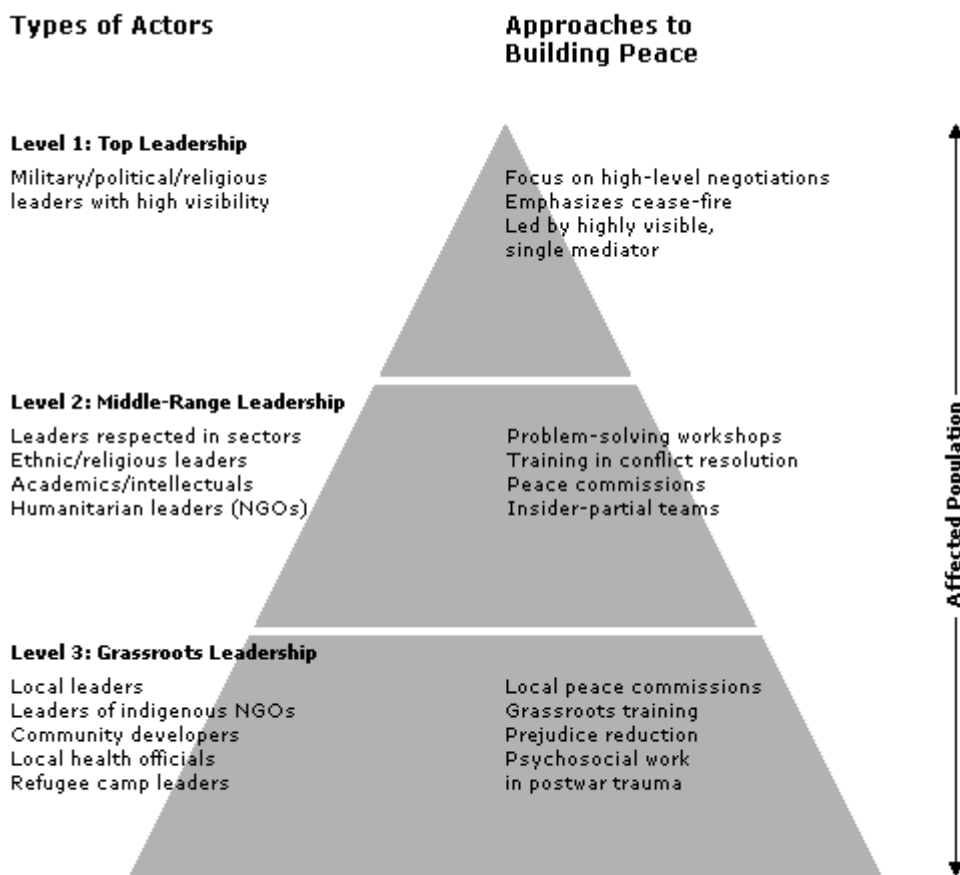 Types of Actors
Approaches to
Building Peace
Level 1: Top Leadership
Military/political/religious
leaders with high visibility
Focus on high-level negotiations
Emphasizes cease-fire
Led by highly visible,
single mediator
Level 2: Middle-Range Leadership
Leaders respected in sectors
Ethnic/religious leaders
Academics/intellectuals
Humanitarian leaders (NGOs)
Problem-solving workshops
Training in conflict resolution
Peace commissions
Insider-partial teams
Level 3: Grassroots Leadership
Local leaders
Leaders of indigenous NGOs
Community developers
Local health officials
Refugee camp leaders
Local peace commissions
Grassroots training
Prejudice reduction
Psychosocial work
in postwar trauma
Affected Population